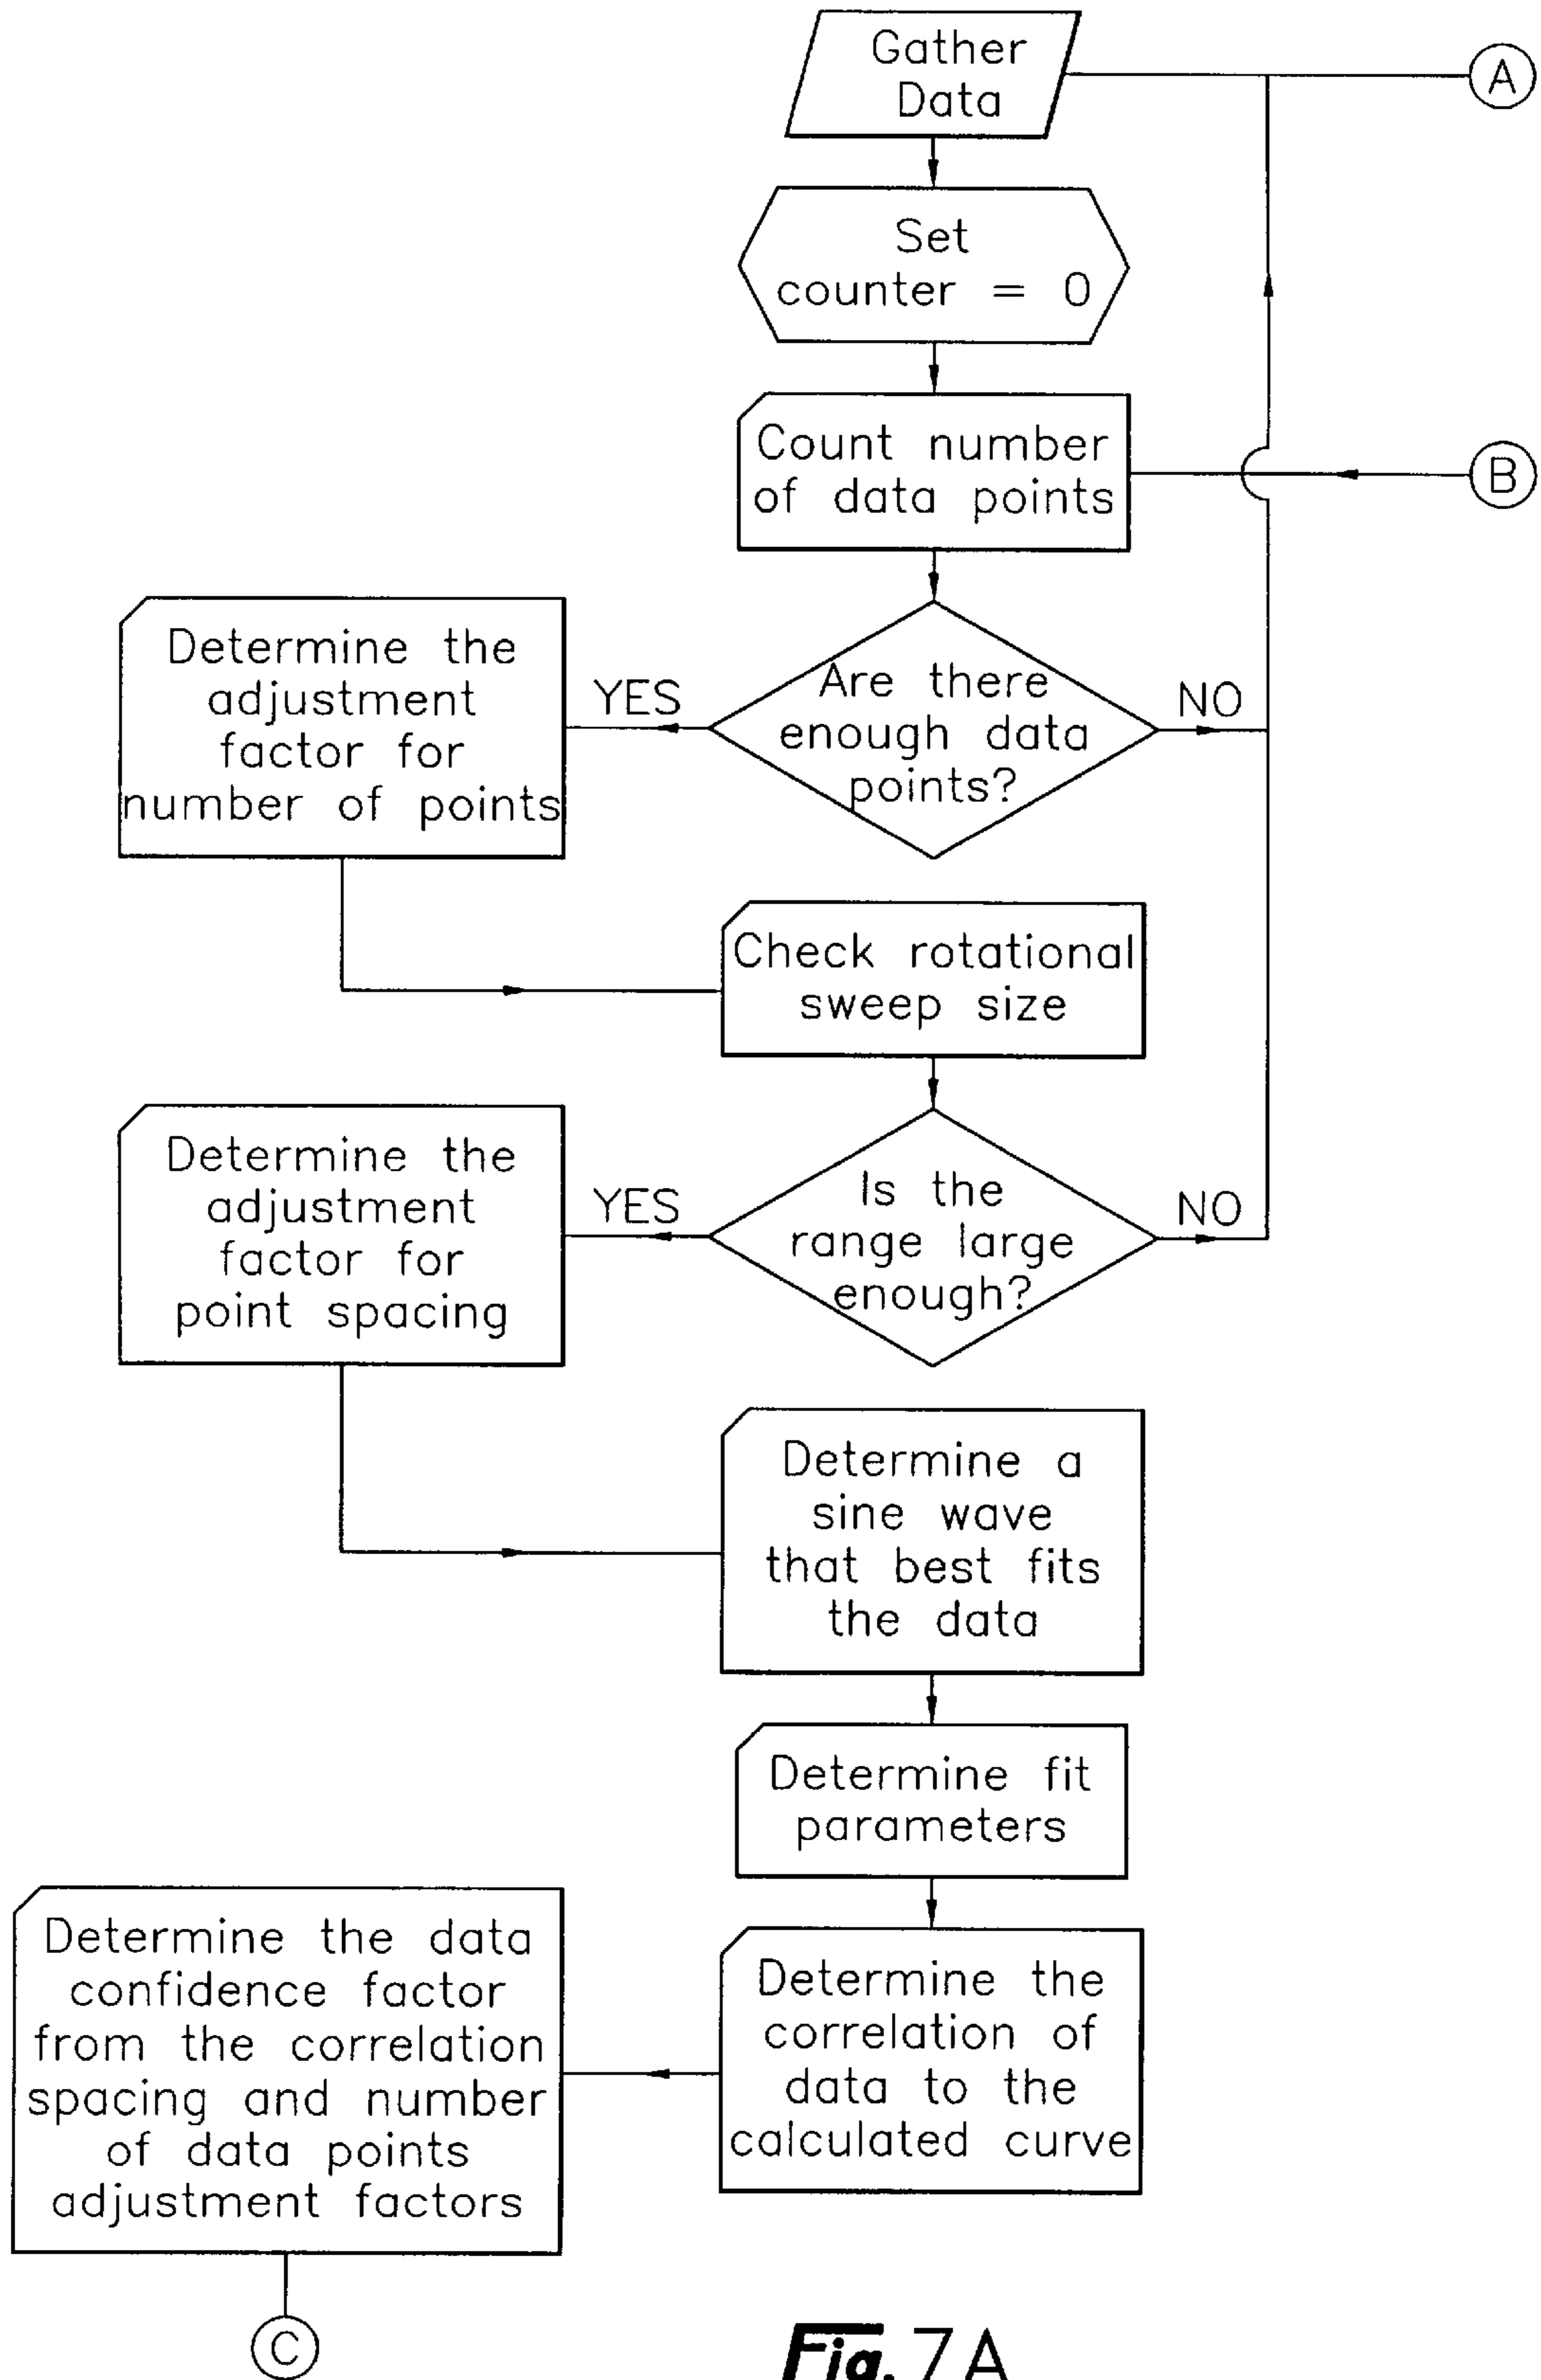 Gather
Data
A
Set
counter = 0
Count number
of data points
B
Are there
enough data
points?
YES
NO
Determine the
adjustment
factor for
number of points
Check rotational
sweep size
Is the
range large
enough?
YES
NO
Determine the
adjustment
factor for
point spacing
Determine a
sine wave
that best fits
the data
Determine fit
parameters
Determine the
correlation of
data to the
calculated curve
Determine the data
confidence factor
from the correlation
spacing and number
of data points
adjustment factors
C
Fig. 7A